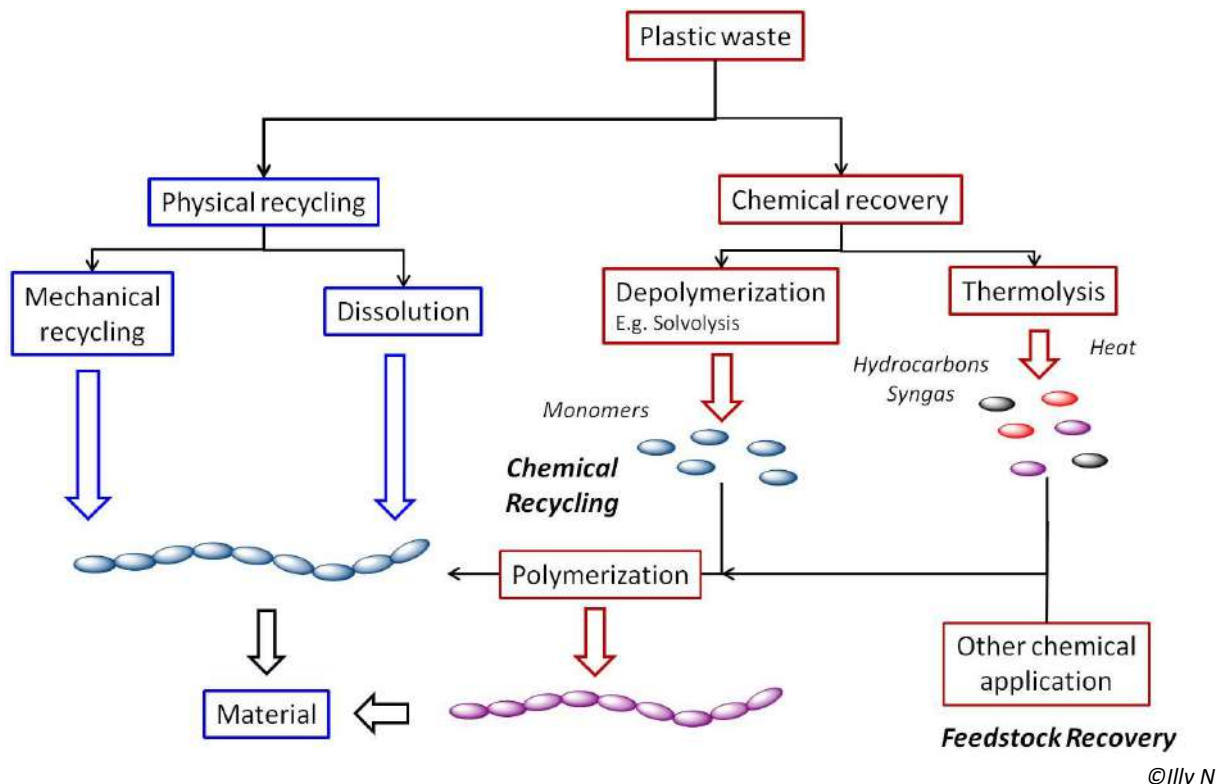 Plastic waste
Physical recycling
Chemical recovery
Mechanical
recycling
Dissolution
Depolymerization
E.g. Solvolysis
Thermolysis
Heat
Hydrocarbons
Syngas
Monomers
Chemical
Recycling
Polymerization
Other chemical
application
Material
Feedstock Recovery
©Illy N